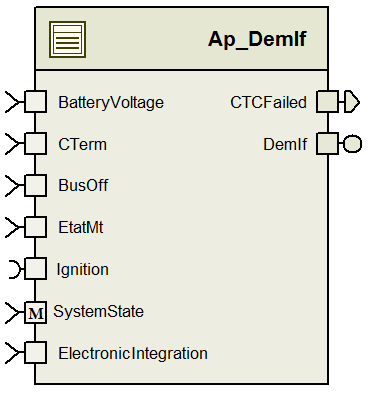 Ap_DemIf
BatteryVoltage CTCFailed
CTerm DemIf
BusOff
EtatMt
Ignition
M SystemState
ElectronicIntegration